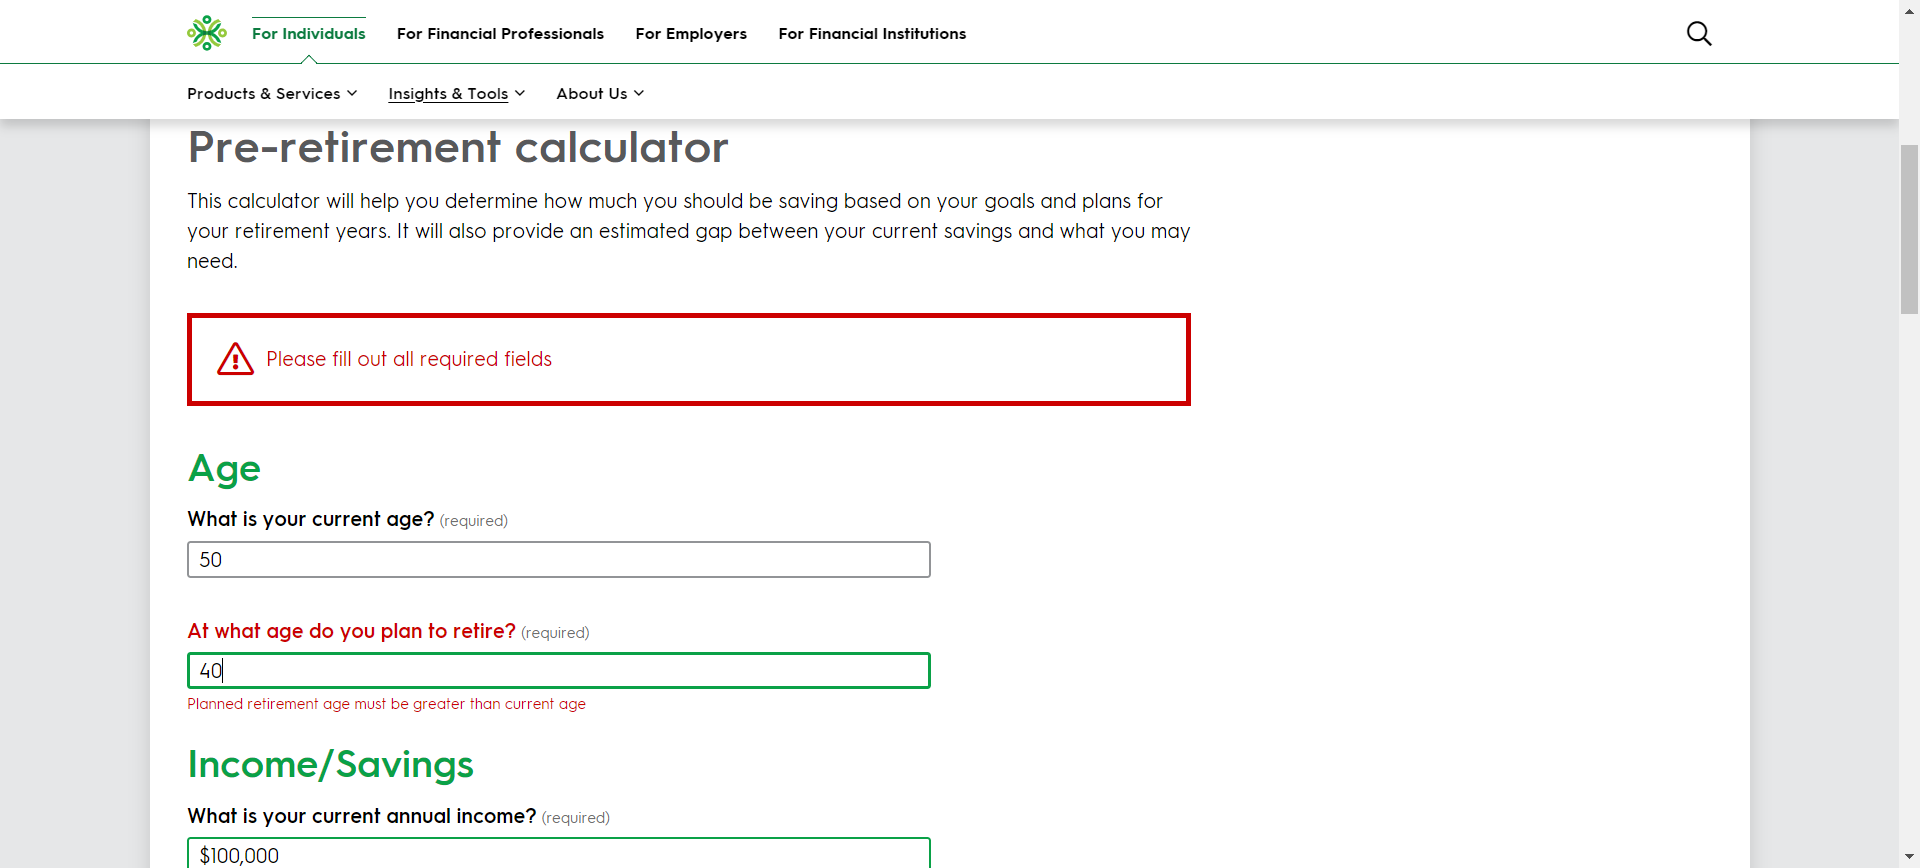 For Individuals
For Financial Professionals
For Employers
For Financial Institutions
Products & Services
Insights & Tools
About Us
Pre-retirement calculator
This calculator will help you determine how much you should be saving based on your goals and plans for
your retirement years. It will also provide an estimated gap between your current savings and what you may
need.
Please fill out all required fields
Age
What is your current age? (required)
50
At what age do you plan to retire? (required)
40
Planned retirement age must be greater than current age
Income/Savings
What is your current annual income? (required)
$100,000